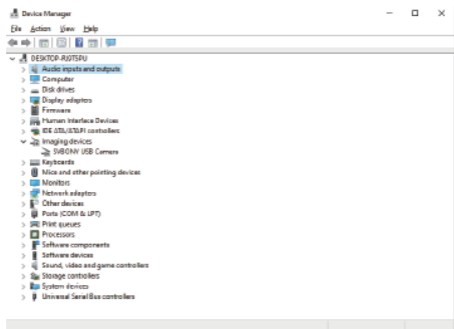 Device Manager
File Action View Help
Audio inputs and outputs
Computer
Disk drives
Display adapters
Firmware
Human Interface Devices
IDE ATA/ATAPI controllers
Imaging devices
SVBONY USB Camera
Keyboards
Mice and other pointing devices
Monitors
Network adapters
Other devices
Ports (COM & LPT)
Print queues
Processors
Software components
Software devices
Sound, video and game controllers
Storage controllers
System devices
Universal Serial Bus controllers